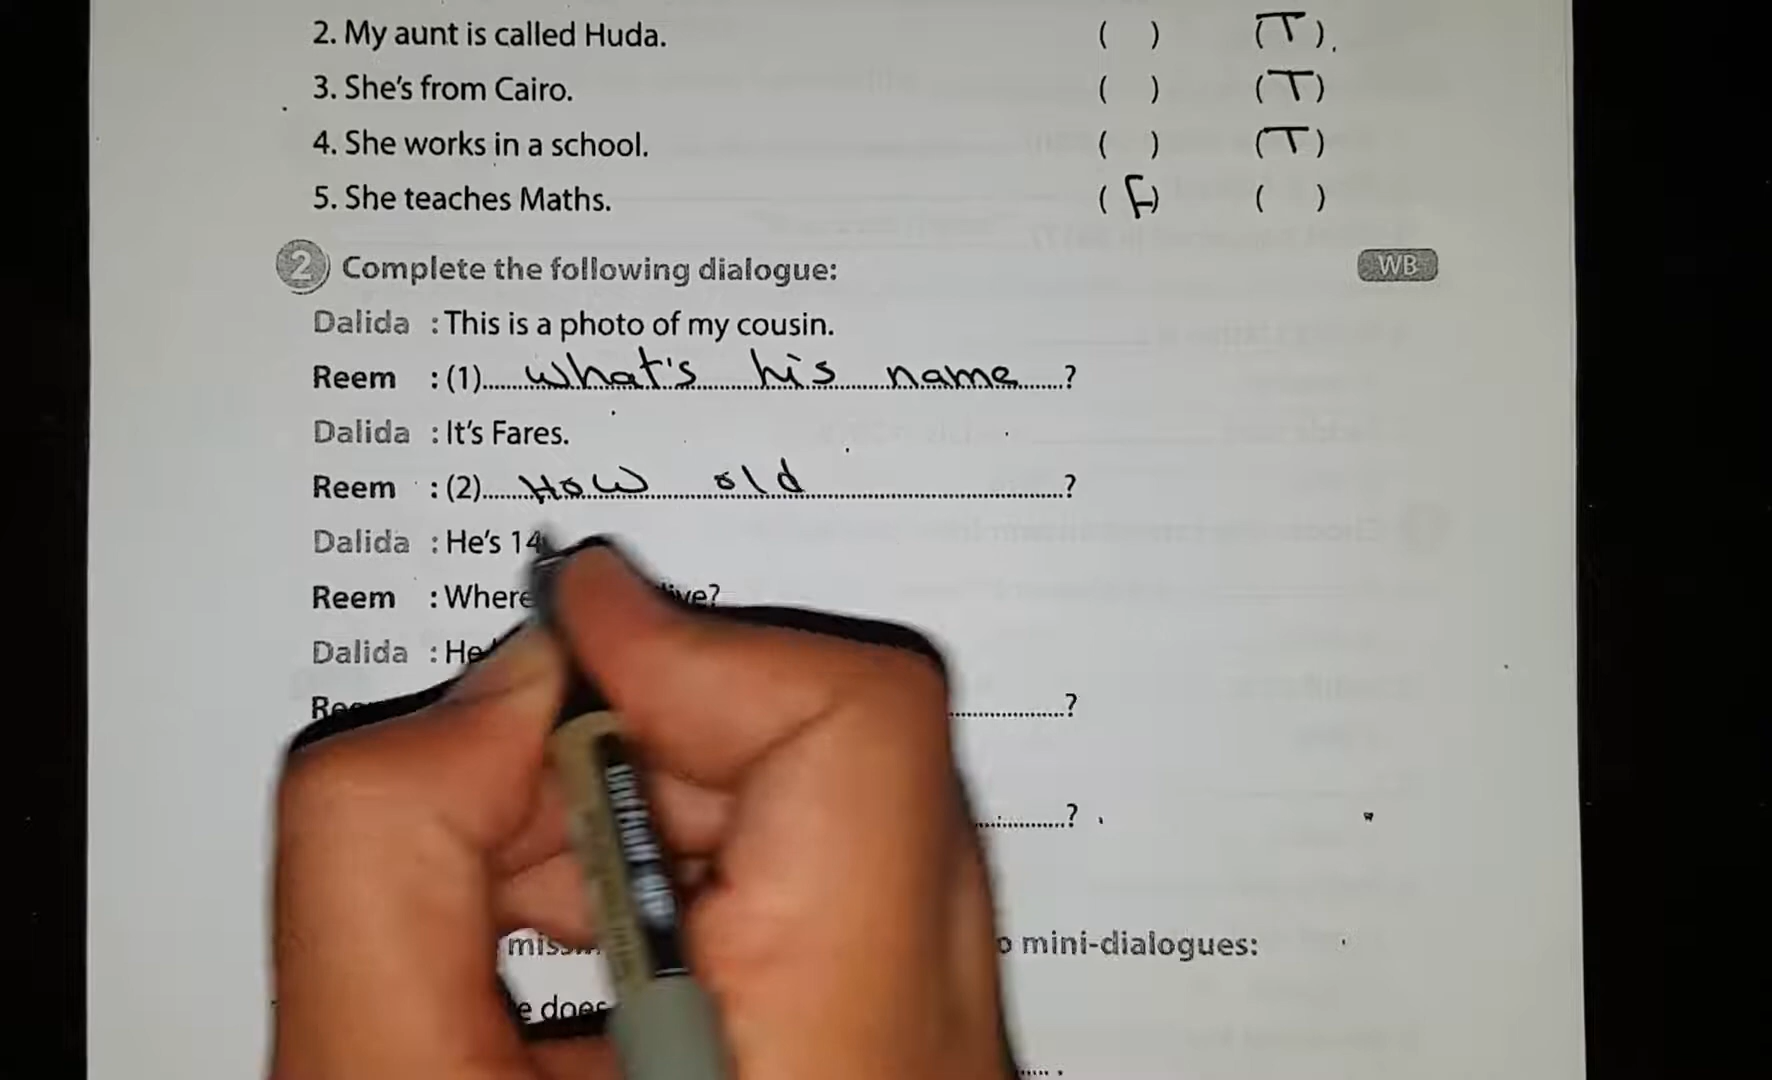 2. My aunt is called Huda. ( ) (T).
3. She's from Cairo. ( ) (T)
4. She works in a school. ( ) (T)
5. She teaches Maths. (F) ( )
2 Complete the following dialogue: WB
Dalida : This is a photo of my cousin.
Reem : (1)...... what's his name ......?
Dalida : It's Fares.
Reem : (2)...... How old ......?
Dalida : He's 14
Reem : Where live?
Dalida : He
......?
......?
mini-dialogues:
does